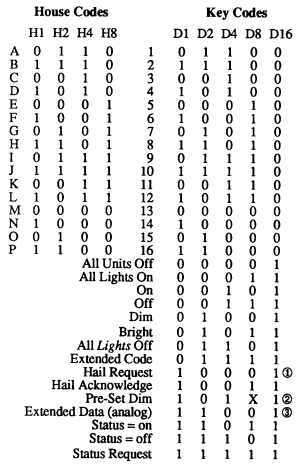 House Codes Key Codes
H1 H2 H4 H8 D1 D2 D4 D8 D16
A 0 1 1 0 1 0 1 1 0 0
B 1 1 1 0 2 1 1 1 0 0
C 0 0 1 0 3 0 0 1 0 0
D 1 0 1 0 4 1 0 1 0 0
E 0 0 0 1 5 0 0 0 1 0
F 1 0 0 1 6 1 0 0 1 0
G 0 1 0 1 7 0 1 0 1 0
H 1 1 0 1 8 1 1 0 1 0
I 0 1 1 1 9 0 1 1 1 0
J 1 1 1 1 10 1 1 1 1 0
K 0 0 1 1 11 0 0 1 1 0
L 1 0 1 1 12 1 0 1 1 0
M 0 0 0 0 13 0 0 0 0 0
N 1 0 0 0 14 1 0 0 0 0
O 0 1 0 0 15 0 1 0 0 0
P 1 1 0 0 16 1 1 0 0 0
All Units Off 0 0 0 0 1
All Lights On 0 0 0 1 1
On 0 0 1 0 1
Off 0 0 1 1 1
Dim 0 1 0 0 1
Bright 0 1 0 1 1
All Lights Off 0 1 1 0 1
Extended Code 0 1 1 1 1
Hail Request 1 0 0 0 1 ①
Hail Acknowledge 1 0 0 1 1
Pre-Set Dim 1 0 1 X 1 ②
Extended Data (analog) 1 1 0 0 1 ③
Status = on 1 1 0 1 1
Status = off 1 1 1 0 1
Status Request 1 1 1 1 1